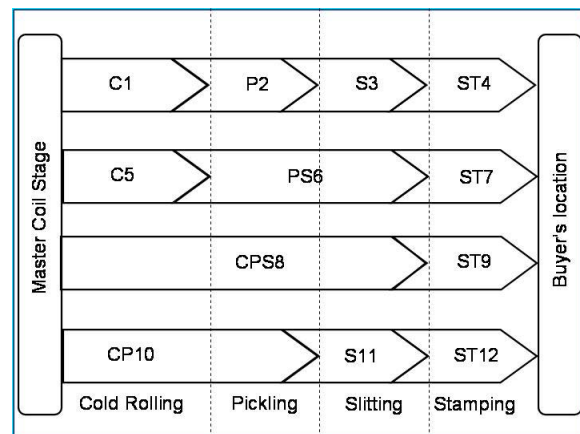 Master Coil Stage
C1 P2 S3 ST4
C5 PS6 ST7
CPS8 ST9
CP10 S11 ST12
Cold Rolling Pickling Slitting Stamping
Buyer's location